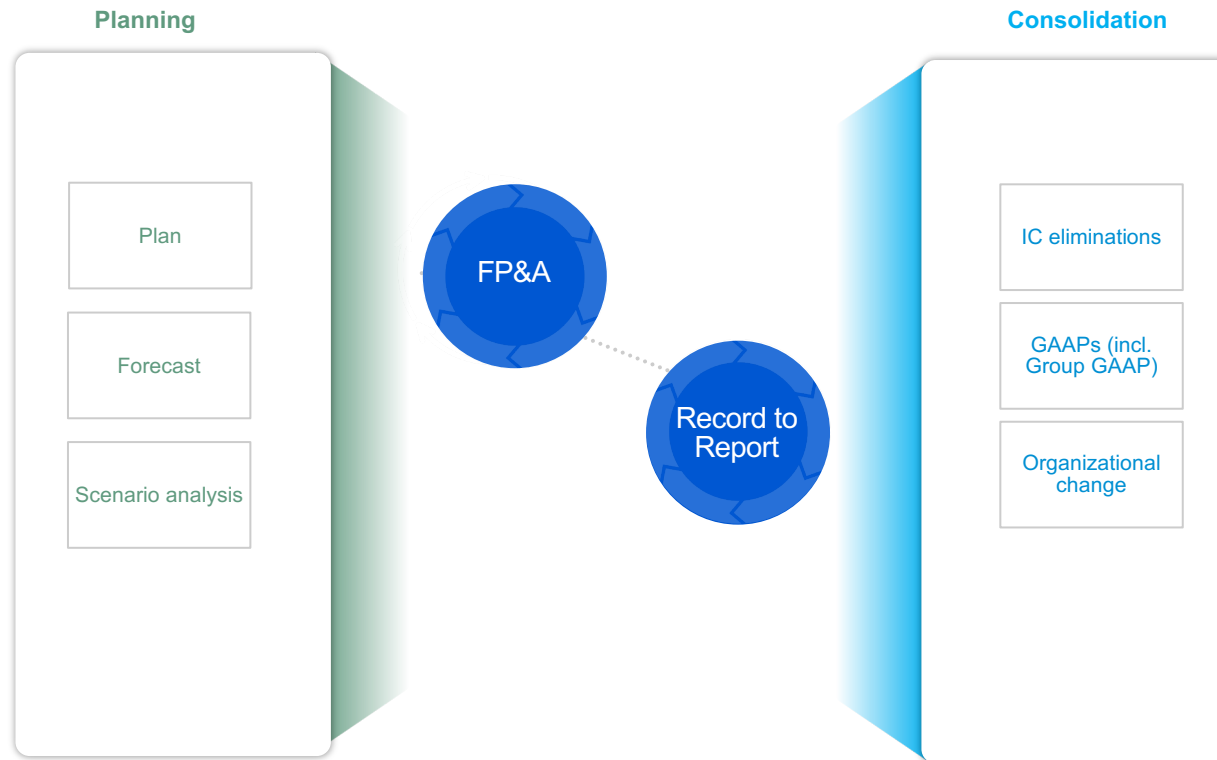 Planning
Consolidation
Plan
Forecast
Scenario analysis
FP&A
Record to
Report
IC eliminations
GAAPs (incl.
Group GAAP)
Organizational
change